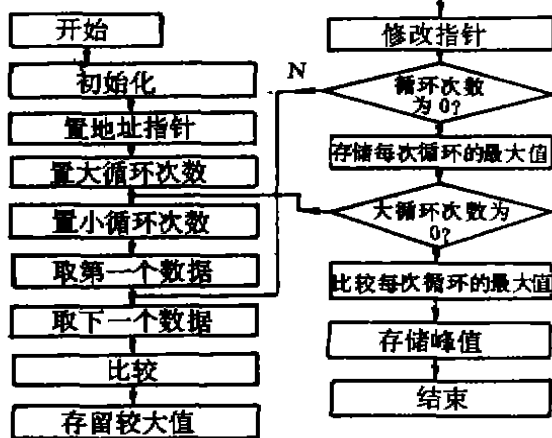 开始
初始化
置地址指针
置大循环次数
置小循环次数
取第一个数据
取下一个数据
比较
存留较大值
修改指针
N
循环次数
为0?
存储每次循环的最大值
大循环次数为
0?
比较每次循环的最大值
存储峰值
结束